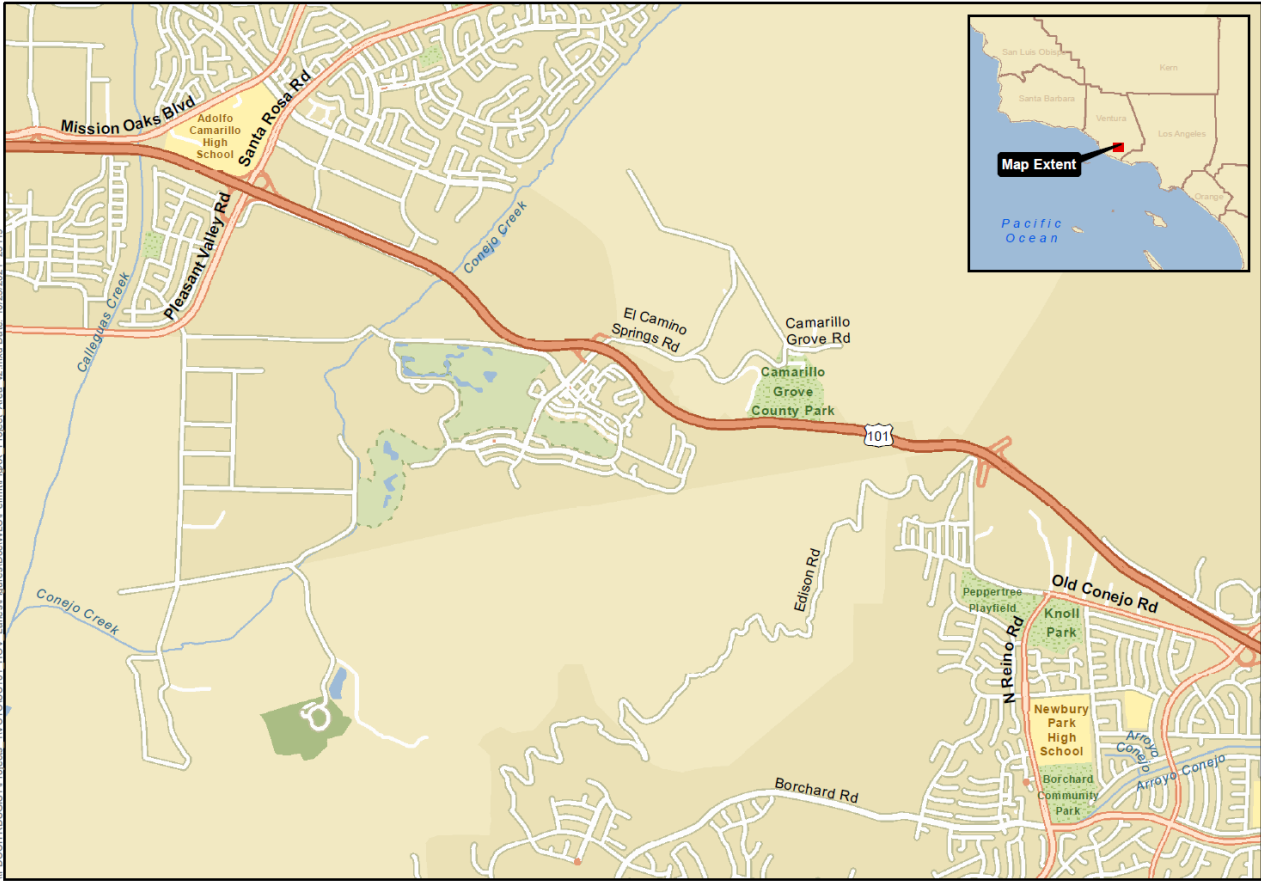 San Luis Obispo
Kern
Santa Barbara
Ventura
Los Angeles
Map Extent
Orange
Pacific
Ocean
Mission Oaks Blvd
Adolfo
Camarillo
High
School
Santa Rosa Rd
Pleasant Valley Rd
Calleguas Creek
Conejo Creek
El Camino
Springs Rd
Camarillo
Grove Rd
Camarillo
Grove
County Park
101
Edison Rd
Conejo Creek
Peppertree
Playfield
Old Conejo Rd
Knoll
Park
N Reino Rd
Newbury
Park
High
School
Arroyo
Conejo
Arroyo Conejo
Borchard Rd
Borchard
Community
Park